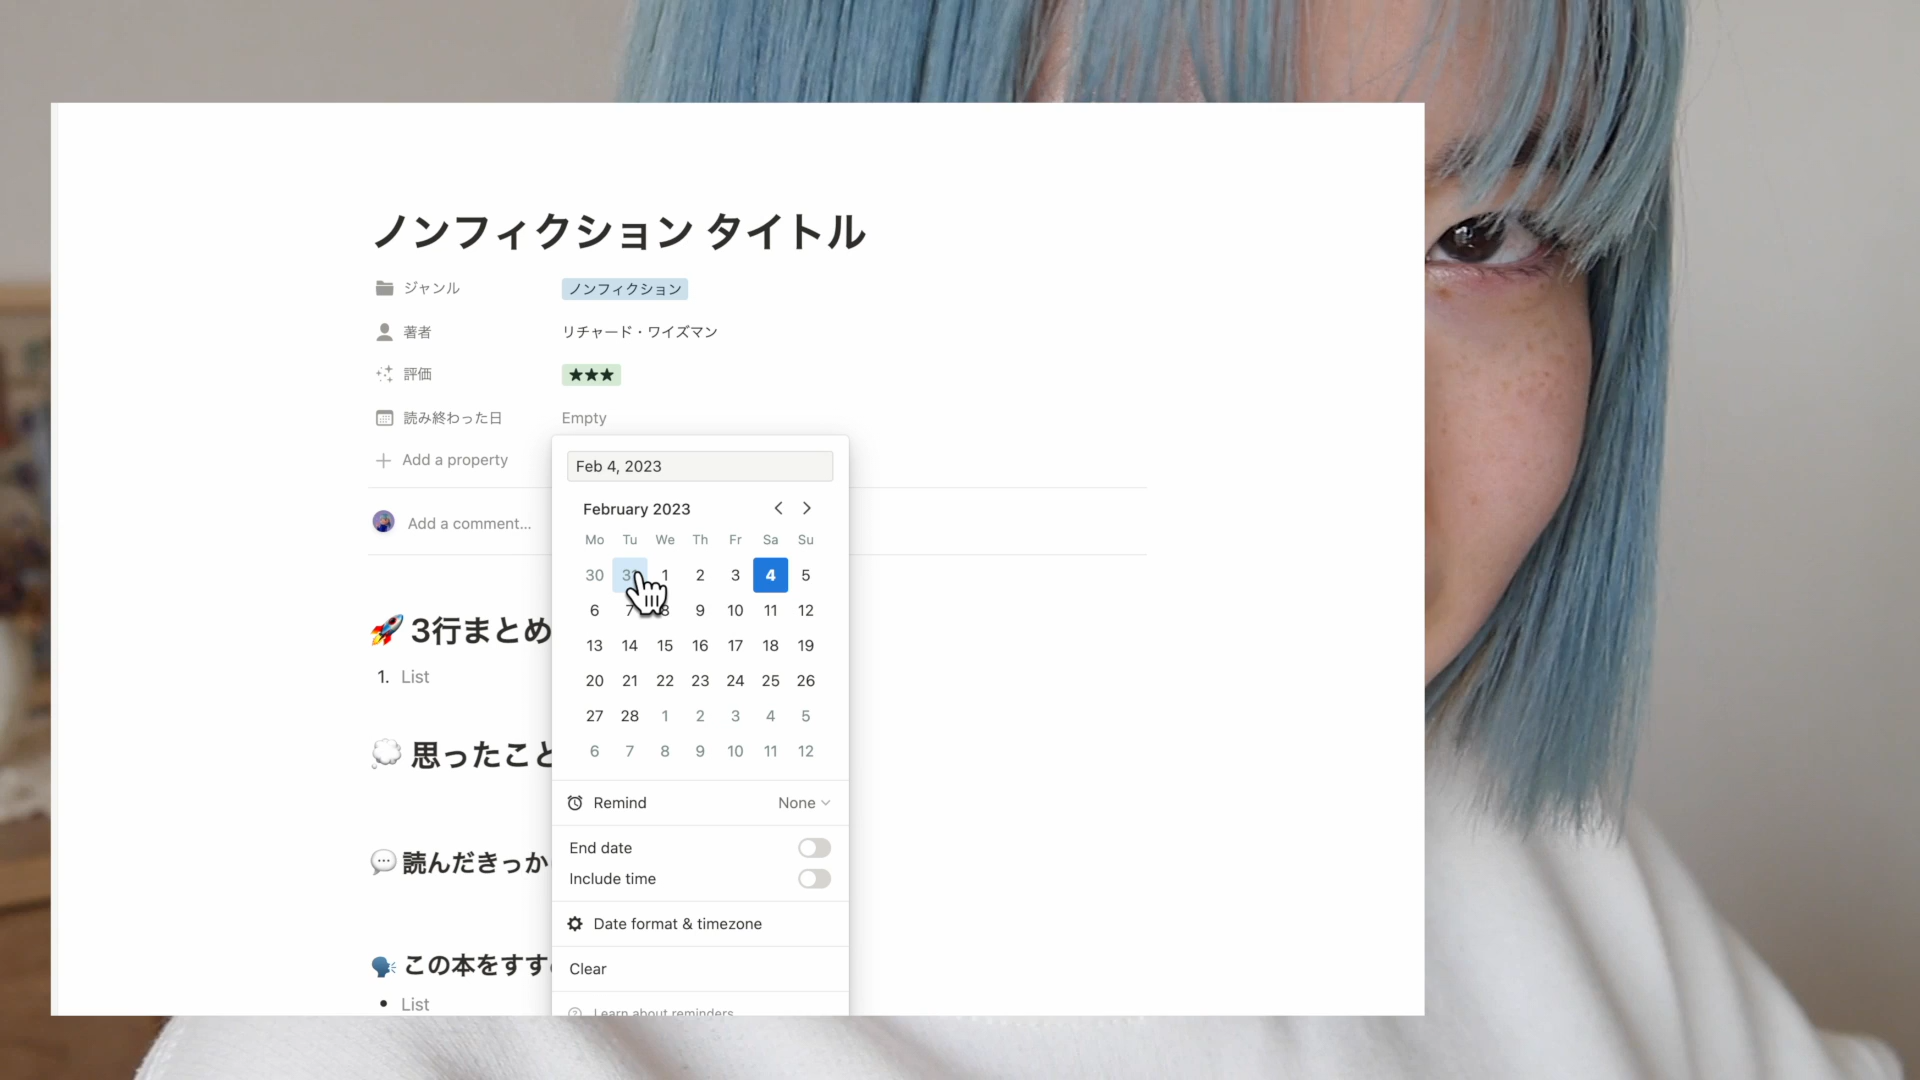 ノンフィクション タイトル
ジャンル ノンフィクション
著者 リチャード・ワイズマン
評価 ★★★
読み終わった日 Empty
Add a property
Feb 4, 2023
February 2023
Mo Tu We Th Fr Sa Su
30 31 1 2 3 4 5
6 7 8 9 10 11 12
13 14 15 16 17 18 19
20 21 22 23 24 25 26
27 28 1 2 3 4 5
6 7 8 9 10 11 12
Remind None
End date
Include time
Date format & timezone
Clear
Learn about reminders
Add a comment...
🚀 3行まとめ
1. List
💭 思ったこと
💬 読んだきっか
🗣 この本をすす
• List